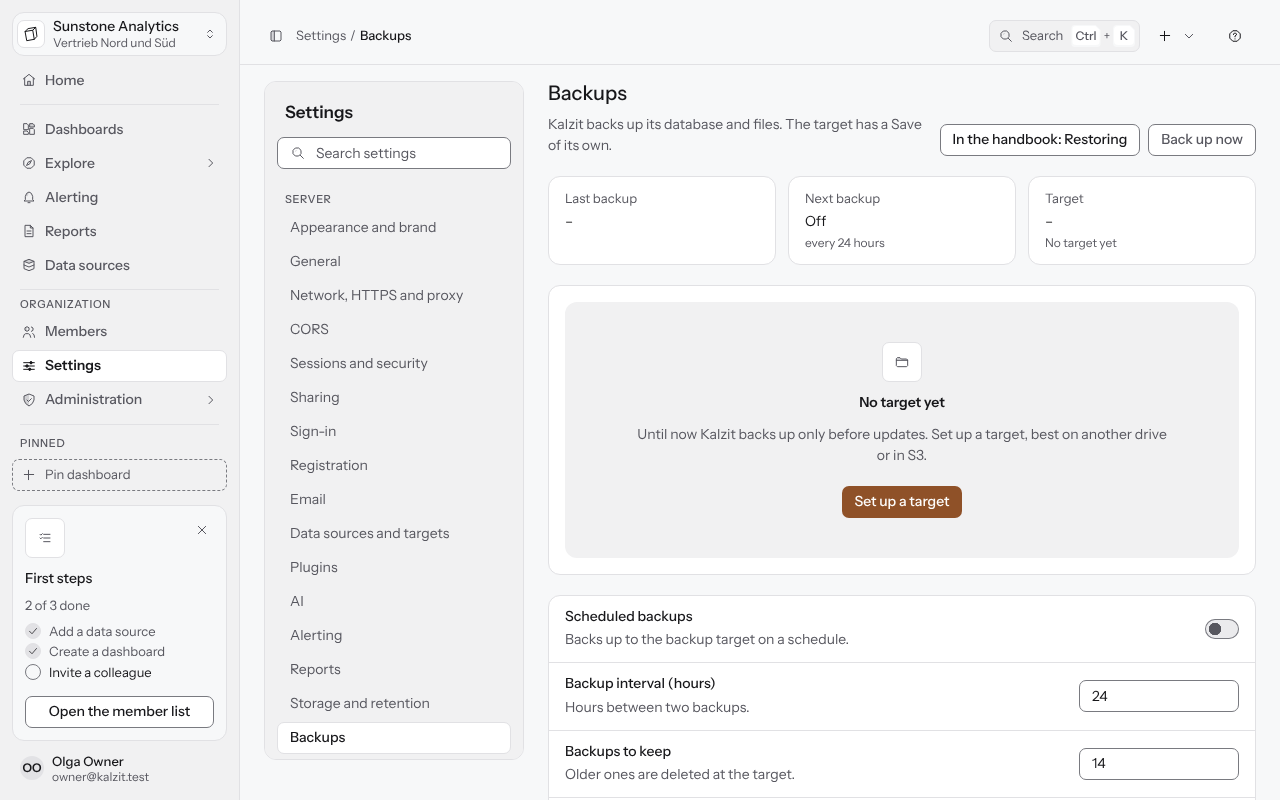 Sunstone Analytics
Vertrieb Nord und Süd
Home
Dashboards
Explore
Alerting
Reports
Data sources
ORGANIZATION
Members
Settings
Administration
PINNED
Pin dashboard
First steps
2 of 3 done
Add a data source
Create a dashboard
Invite a colleague
Open the member list
OO
Olga Owner
owner@kalzit.test
Settings / Backups
Search Ctrl + K
Settings
Search settings
SERVER
Appearance and brand
General
Network, HTTPS and proxy
CORS
Sessions and security
Sharing
Sign-in
Registration
Email
Data sources and targets
Plugins
AI
Alerting
Reports
Storage and retention
Backups
Backups
Kalzit backs up its database and files. The target has a Save
of its own.
In the handbook: Restoring
Back up now
Last backup
–
Next backup
Off
every 24 hours
Target
–
No target yet
No target yet
Until now Kalzit backs up only before updates. Set up a target, best on another drive
or in S3.
Set up a target
Scheduled backups
Backs up to the backup target on a schedule.
Backup interval (hours)
Hours between two backups.
24
Backups to keep
Older ones are deleted at the target.
14